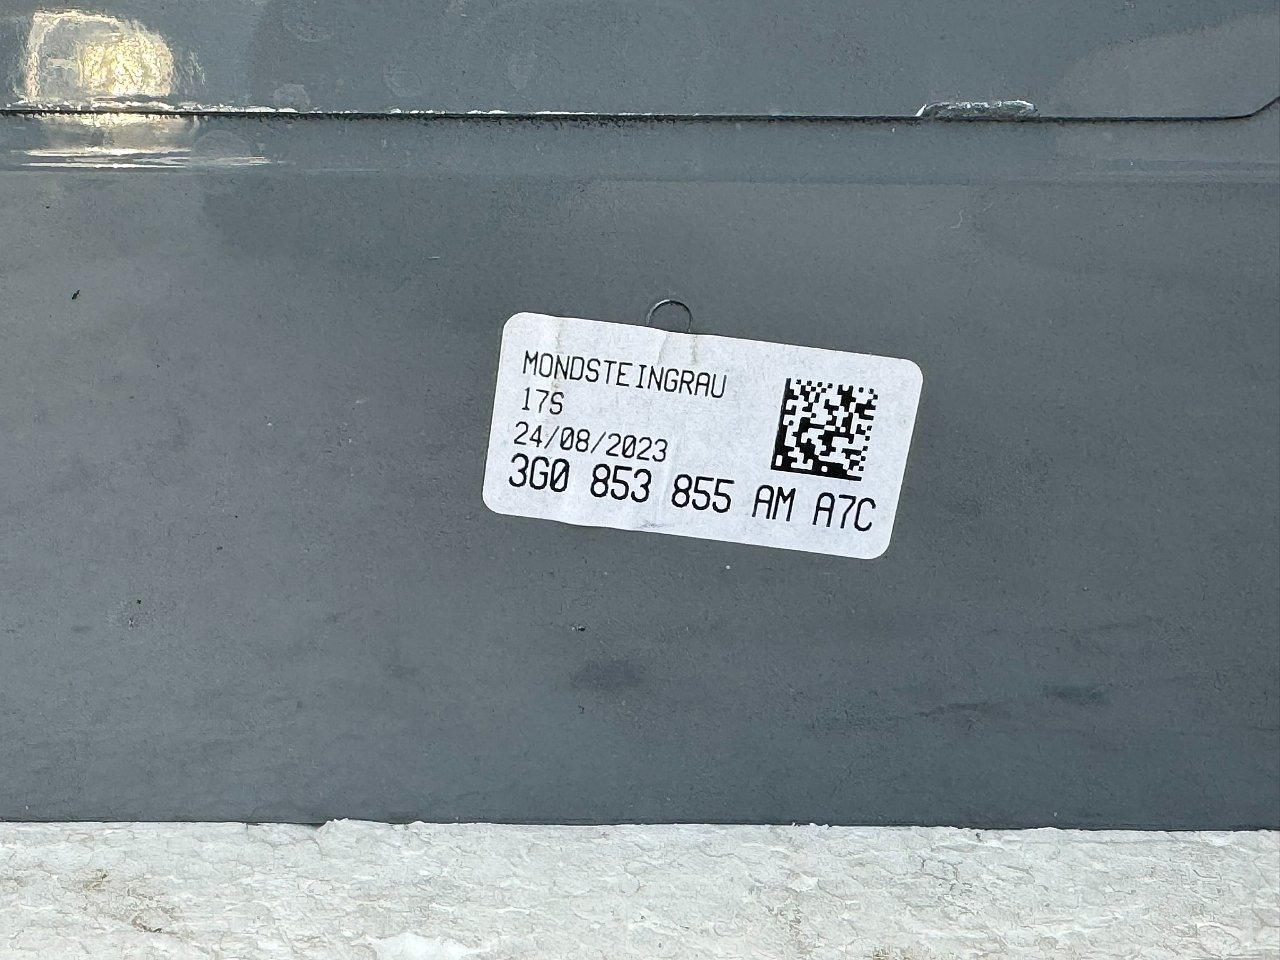 MONDSTEINGRAU
17S
24/08/2023
3G0 853 855 AM A7C